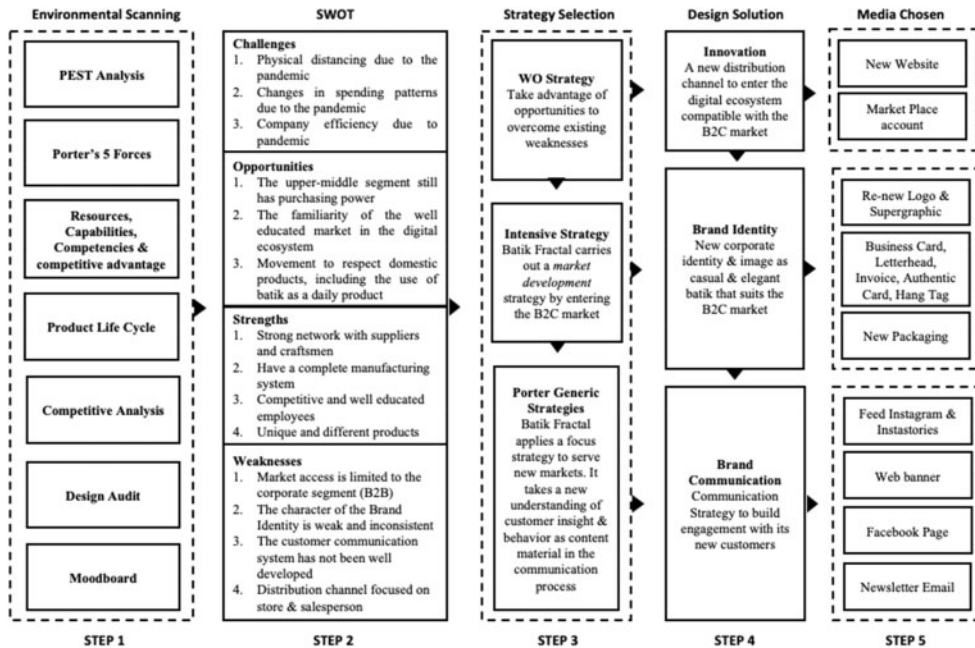 Environmental Scanning
PEST Analysis
Porter's 5 Forces
Resources,
Capabilities,
Competencies &
competitive advantage
Product Life Cycle
Competitive Analysis
Design Audit
Moodboard
STEP 1
SWOT
Challenges
1. Physical distancing due to the
pandemic
2. Changes in spending patterns
due to the pandemic
3. Company efficiency due to
pandemic
Opportunities
1. The upper-middle segment still
has purchasing power
2. The familiarity of the well
educated market in the digital
ecosystem
3. Movement to respect domestic
products, including the use of
batik as a daily product
Strengths
1. Strong network with suppliers
and craftsmen
2. Have a complete manufacturing
system
3. Competitive and well educated
employees
4. Unique and different products
Weaknesses
1. Market access is limited to the
corporate segment (B2B)
2. The character of the Brand
Identity is weak and inconsistent
3. The customer communication
system has not been well
developed
4. Distribution channel focused on
store & salesperson
STEP 2
Strategy Selection
WO Strategy
Take advantage of
opportunities to
overcome existing
weaknesses
Intensive Strategy
Batik Fractal carries
out a market
development
strategy by entering
the B2C market
Porter Generic
Strategies
Batik Fractal
applies a focus
strategy to serve
new markets. It
takes a new
understanding of
customer insight &
behavior as content
material in the
communication
process
STEP 3
Design Solution
Innovation
A new distribution
channel to enter the
digital ecosystem
compatible with the
B2C market
Brand Identity
New corporate
identity & image as
casual & elegant
batik that suits the
B2C market
Brand
Communication
Communication
Strategy to build
engagement with its
new customers
STEP 4
Media Chosen
New Website
Market Place
account
Re-new Logo &
Supergraphic
Business Card,
Letterhead,
Invoice, Authentic
Card, Hang Tag
New Packaging
Feed Instagram &
Instastories
Web banner
Facebook Page
Newsletter Email
STEP 5